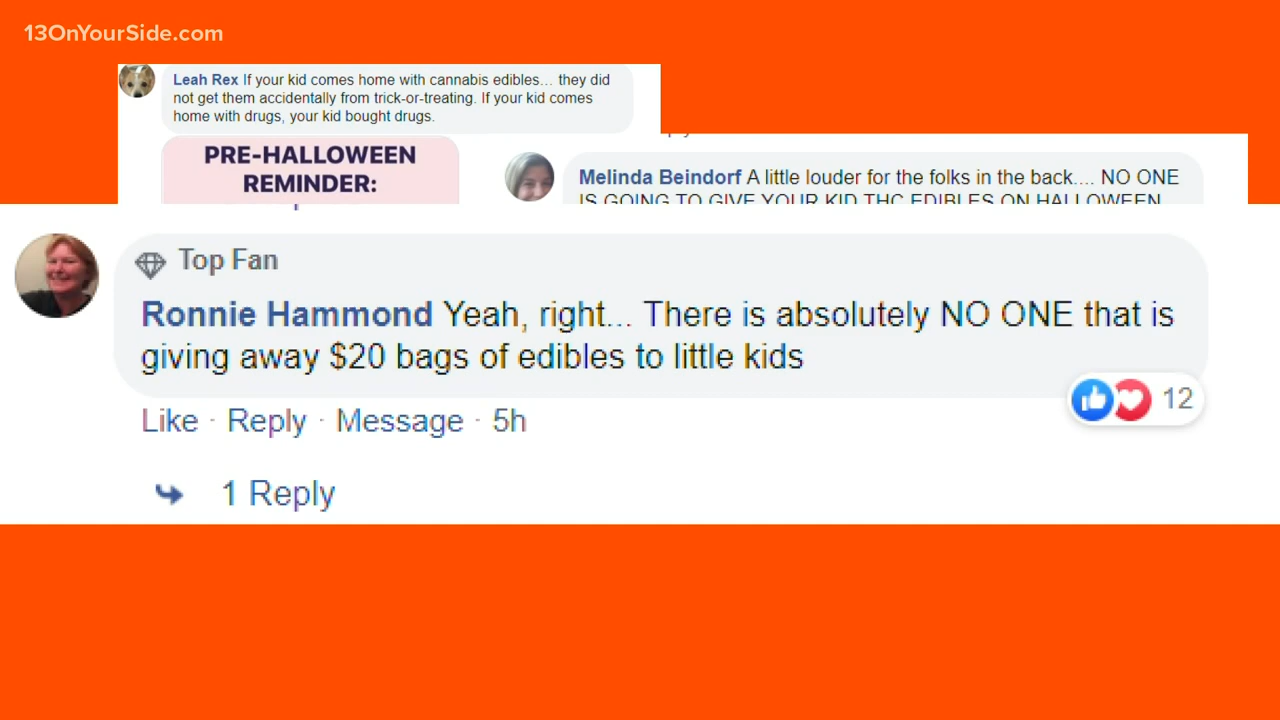 13OnYourSide.com
Leah Rex If your kid comes home with cannabis edibles... they did
not get them accidentally from trick-or-treating. If your kid comes
home with drugs, your kid bought drugs.
PRE-HALLOWEEN
REMINDER:
Melinda Beindorf A little louder for the folks in the back.... NO ONE
IS GOING TO GIVE YOUR KID THC EDIBLES ON HALLOWEEN
Top Fan
Ronnie Hammond Yeah, right... There is absolutely NO ONE that is
giving away $20 bags of edibles to little kids
12
Like · Reply · Message · 5h
1 Reply